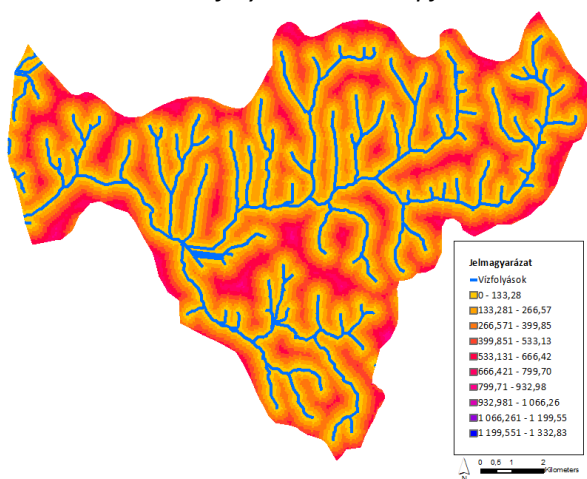 Jelmagyarázat
Vízfolyások
0 - 133,28
133,281 - 266,57
266,571 - 399,85
399,851 - 533,13
533,131 - 666,42
666,421 - 799,70
799,71 - 932,98
932,981 - 1 066,26
1 066,261 - 1 199,55
1 199,551 - 1 332,83
0 0,5 1 2
Kilometers
N